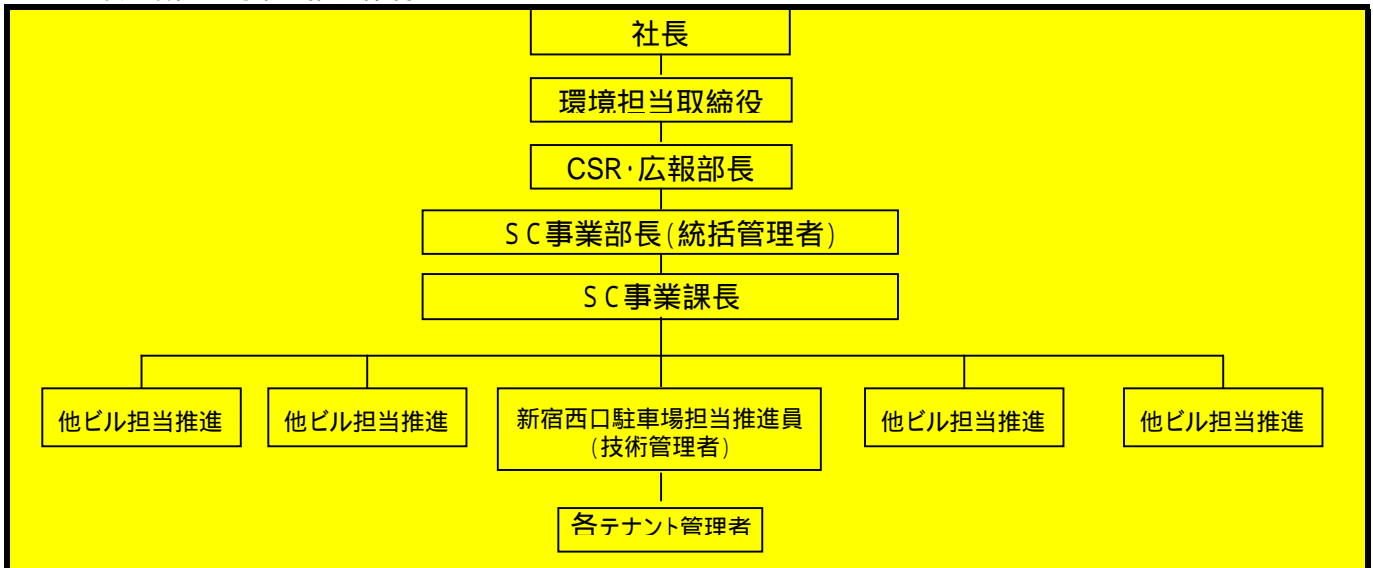 社長
環境担当取締役
CSR・広報部長
SC事業部長(統括管理者)
SC事業課長
他ビル担当推進
他ビル担当推進
新宿西口駐車場担当推進員
(技術管理者)
他ビル担当推進
他ビル担当推進
各テナント管理者